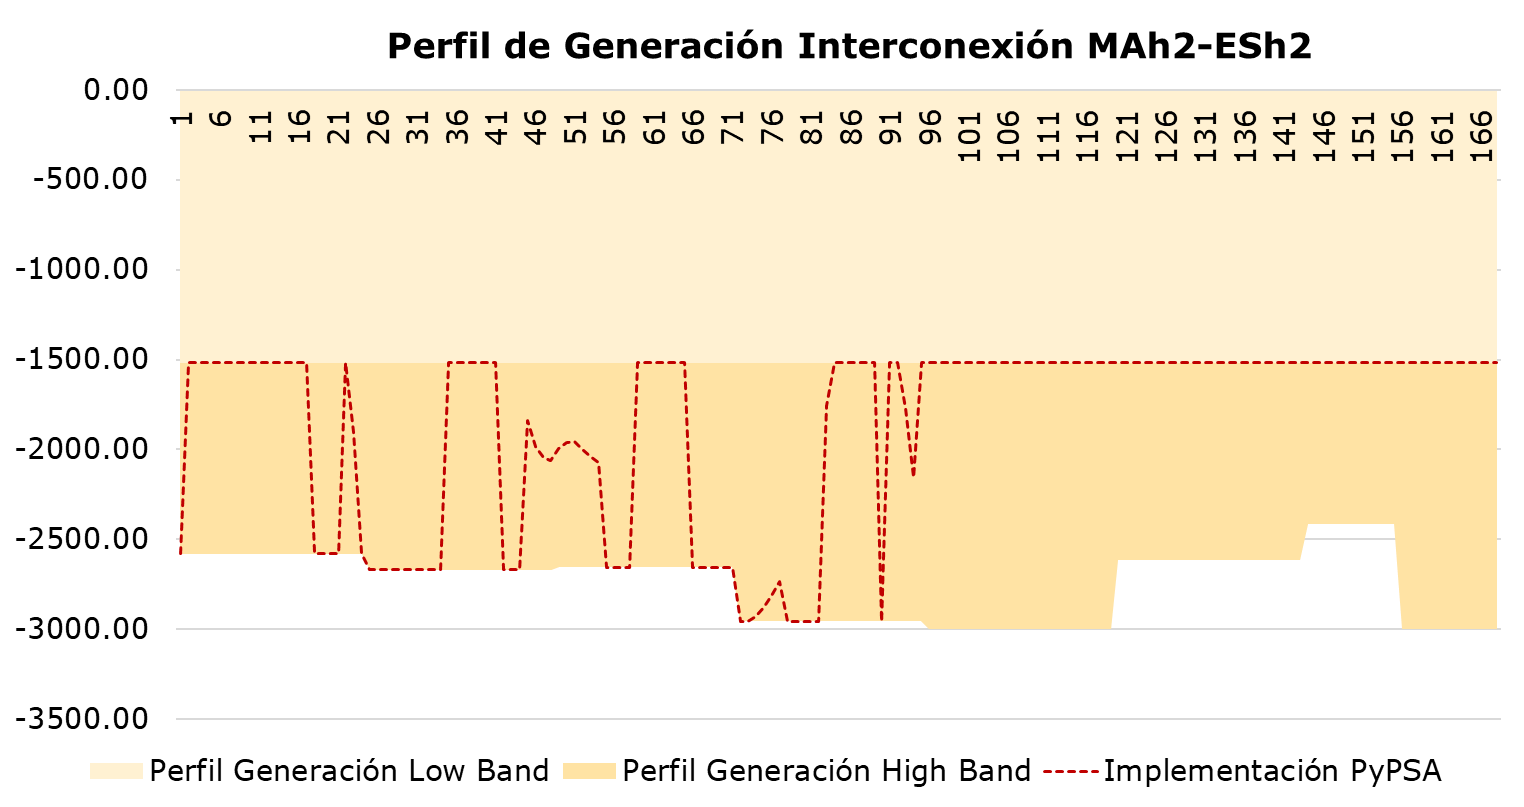 Perfil de Generación Interconexión MAh2-ESh2
0.00
1 6 11 16 21 26 31 36 41 46 51 56 61 66 71 76 81 86 91 96 101 106 111 116 121 126 131 136 141 146 151 156 161 166
-500.00
-1000.00
-1500.00
-2000.00
-2500.00
-3000.00
-3500.00
Perfil Generación Low Band Perfil Generación High Band Implementación PyPSA